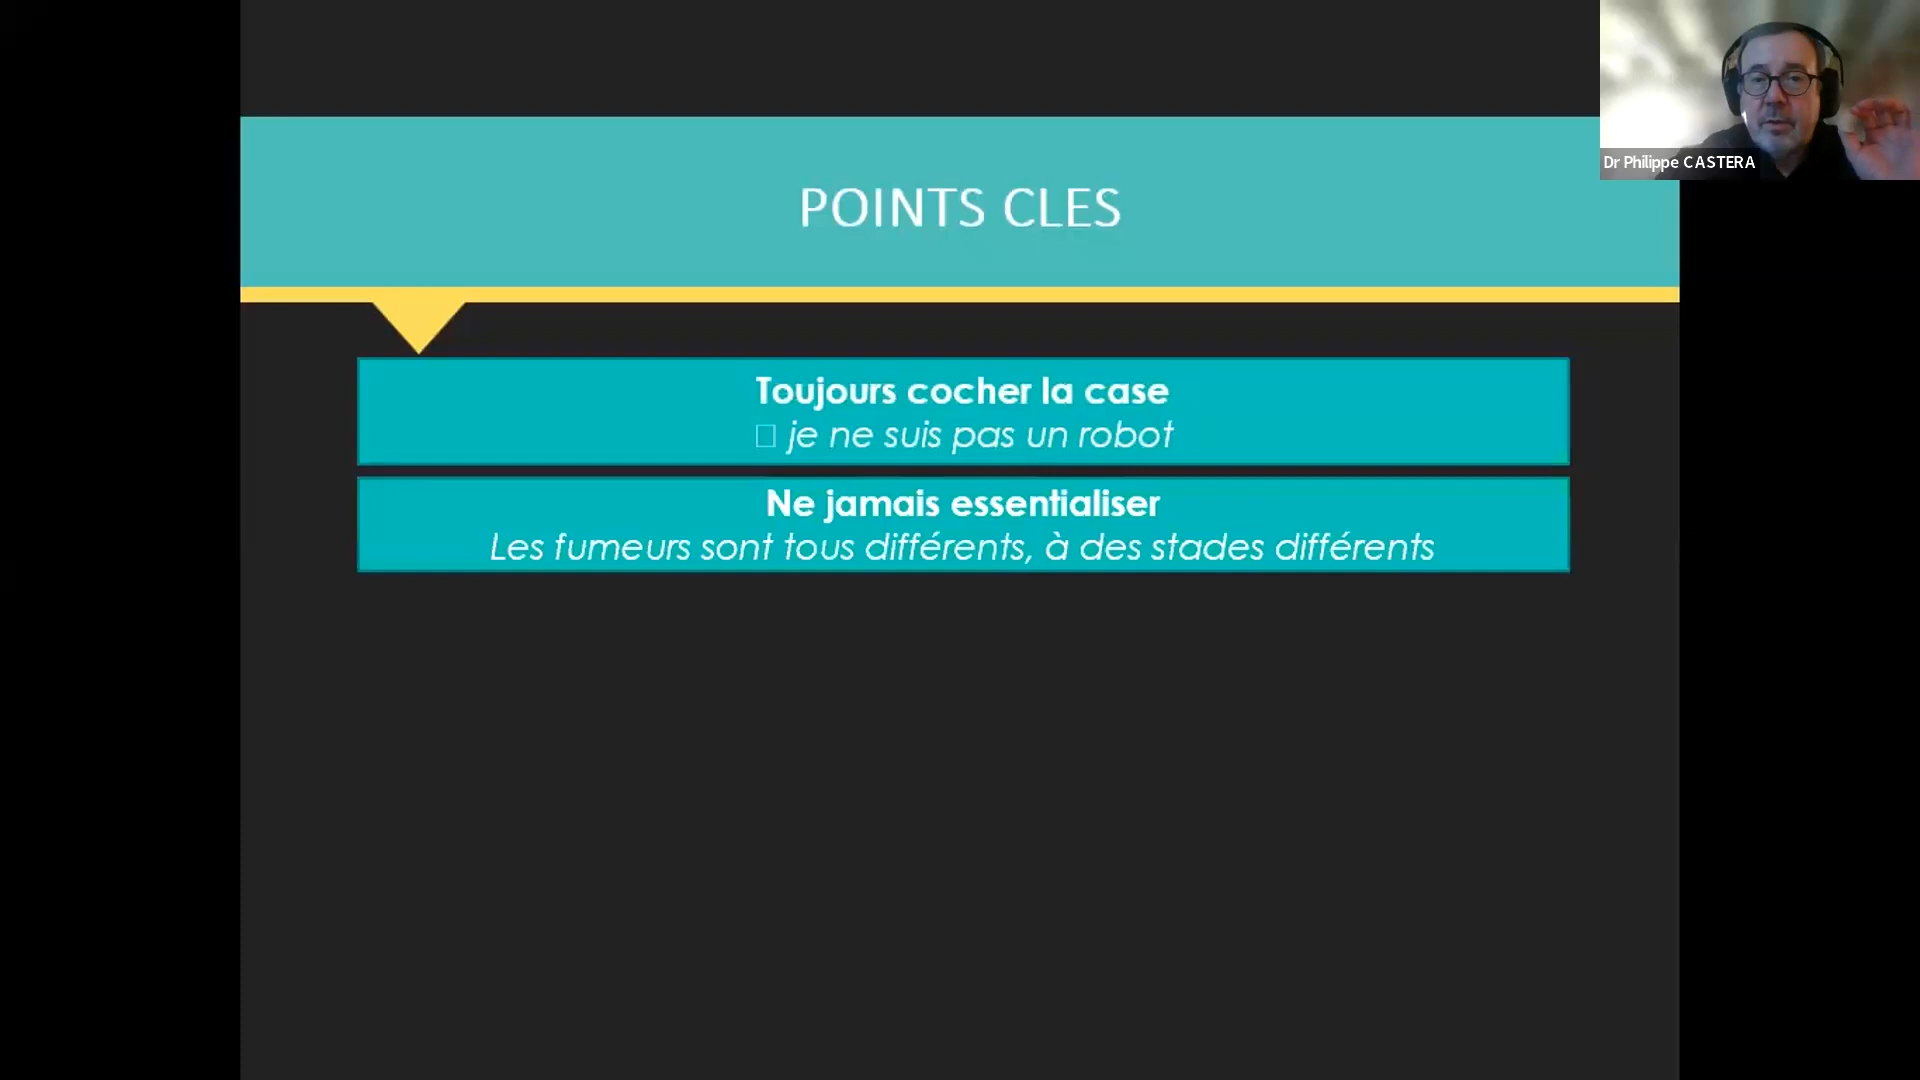 POINTS CLES
Toujours cocher la case
□ je ne suis pas un robot
Ne jamais essentialiser
Les fumeurs sont tous différents, à des stades différents
Dr Philippe CASTERA